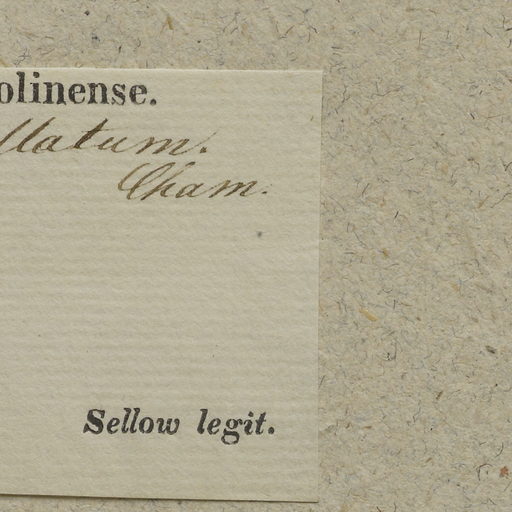 olinense.
llatum.
Cham.
Sellow legit.